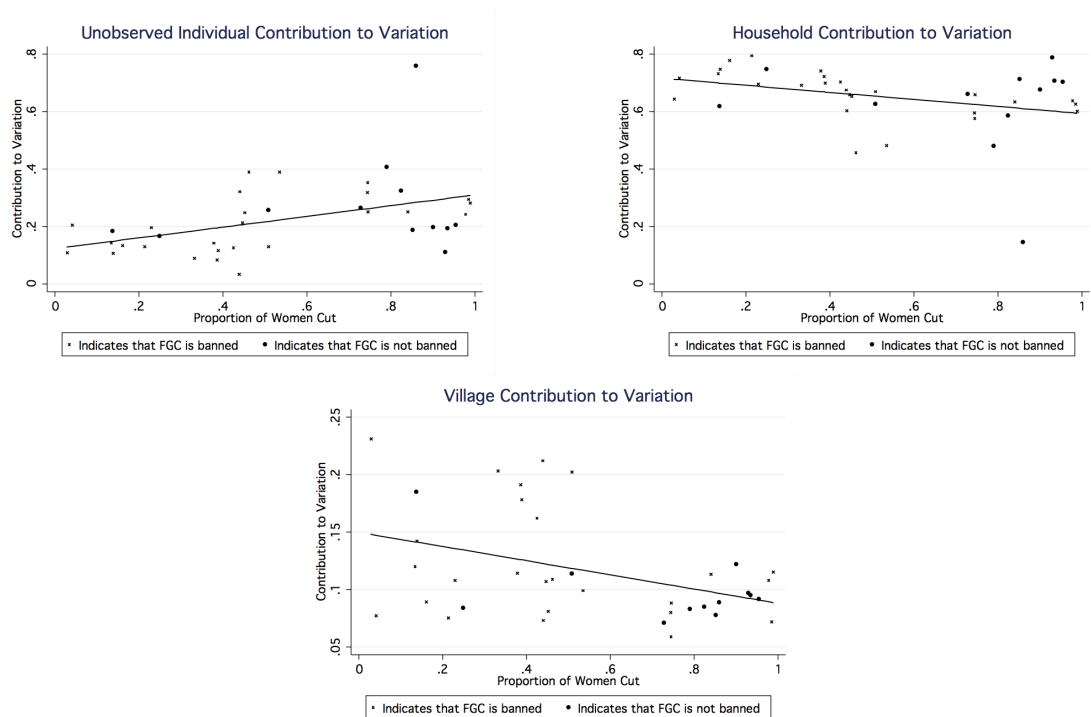 Unobserved Individual Contribution to Variation
Contribution to Variation
.8
.6
.4
.2
0
0 .2 .4 .6 .8 1
Proportion of Women Cut
× Indicates that FGC is banned ● Indicates that FGC is not banned
Household Contribution to Variation
Contribution to Variation
.8
.6
.4
.2
0
0 .2 .4 .6 .8 1
Proportion of Women Cut
× Indicates that FGC is banned ● Indicates that FGC is not banned
Village Contribution to Variation
Contribution to Variation
.25
.2
.15
.1
.05
0 .2 .4 .6 .8 1
Proportion of Women Cut
× Indicates that FGC is banned ● Indicates that FGC is not banned